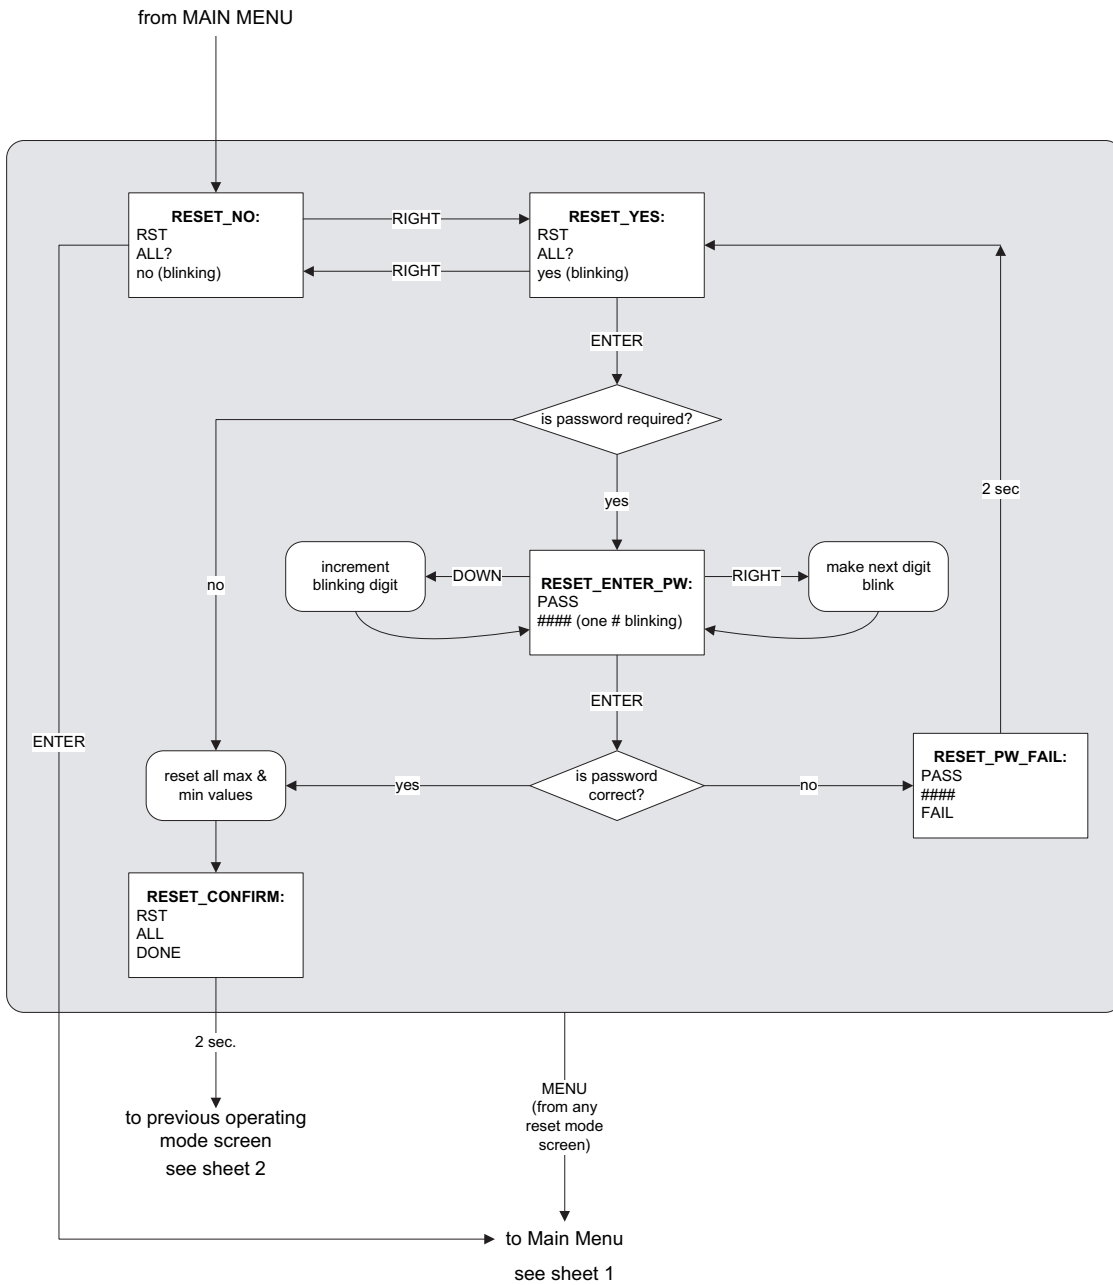 from MAIN MENU
RESET_NO:
RST
ALL?
no (blinking)
RIGHT
RIGHT
RESET_YES:
RST
ALL?
yes (blinking)
ENTER
is password required?
yes
no
2 sec
increment
blinking digit
DOWN
RESET_ENTER_PW:
PASS
#### (one # blinking)
RIGHT
make next digit
blink
ENTER
ENTER
reset all max &
min values
yes
is password
correct?
no
RESET_PW_FAIL:
PASS
####
FAIL
RESET_CONFIRM:
RST
ALL
DONE
2 sec.
to previous operating
mode screen
see sheet 2
MENU
(from any
reset mode
screen)
to Main Menu
see sheet 1